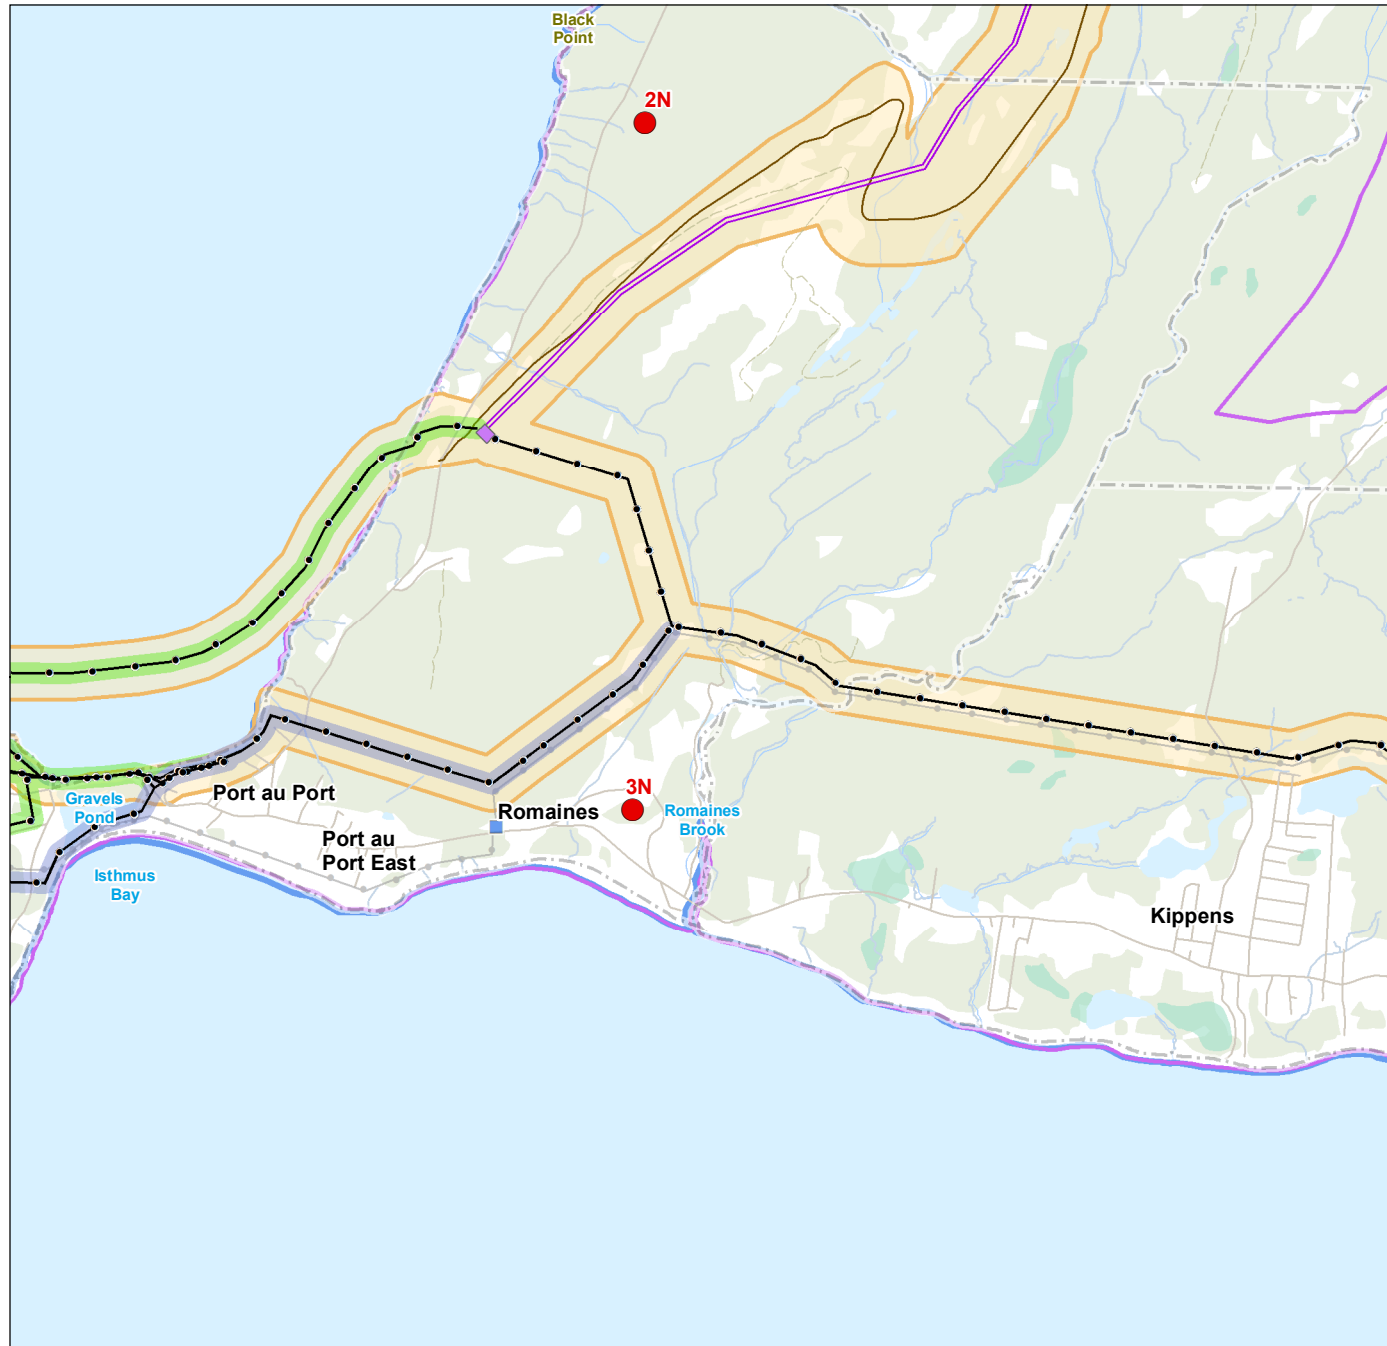 Black
Point
2N
Port au Port
Gravels
Pond
3N
Romaines
Romaines
Brook
Port au
Port East
Isthmus
Bay
Kippens